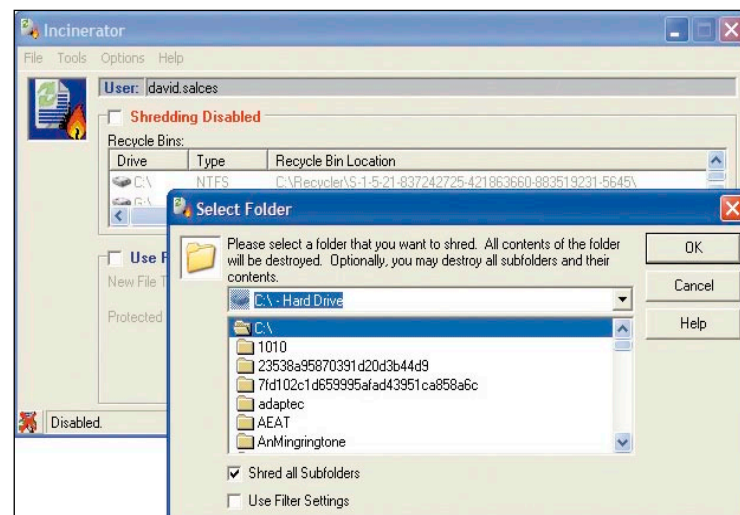 Incinerator
File Tools Options Help
User: david.salces
Shredding Disabled
Recycle Bins:
Drive Type Recycle Bin Location
C:\ NTFS C:\Recycler\S-1-5-21-837242725-421863660-883519231-5645\
G:\
Select Folder
Please select a folder that you want to shred. All contents of the folder
will be destroyed. Optionally, you may destroy all subfolders and their
contents.
OK
Cancel
Help
C:\ - Hard Drive
C:\
1010
23538a95870391d20d3b44d9
7fd102c1d659995afad43951ca858a6c
adaptec
AEAT
AnMingringtone
Shred all Subfolders
Use Filter Settings
Use F
New File T
Protected
Disabled.